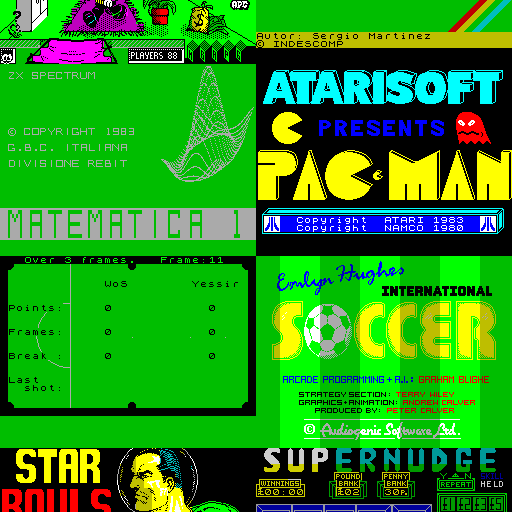 APG
PLAYERS 88
Autor: Sergio Martinez
© INDESCOMP
ZX SPECTRUM
© COPYRIGHT 1983
G.B.C. ITALIANA
DIVISIONE REBIT
MATEMATICA 1
ATARISOFT
PRESENTS
PAC-MAN
Copyright ATARI 1983
Copyright NAMCO 1980
Over 3 frames. Frame:11
WoS Yessir
Points: 0 0
Frames: 0 0
Break : 0 0
Last
shot:
Emlyn Hughes
INTERNATIONAL
SOCCER
ARCADE PROGRAMMING + A.I.: GRAHAM BLIGHE
STRATEGY SECTION: TERRY WILEY
GRAPHICS+ANIMATION: ANDREW CALVER
PRODUCED BY: PETER CALVER
© Audiogenic Software Ltd.
STAR
BOWLS
SUPERNUDGE
WINNINGS
£00:00
POUND
BANK
£02
PENNY
BANK
30P.
REPEAT
HELD
12345